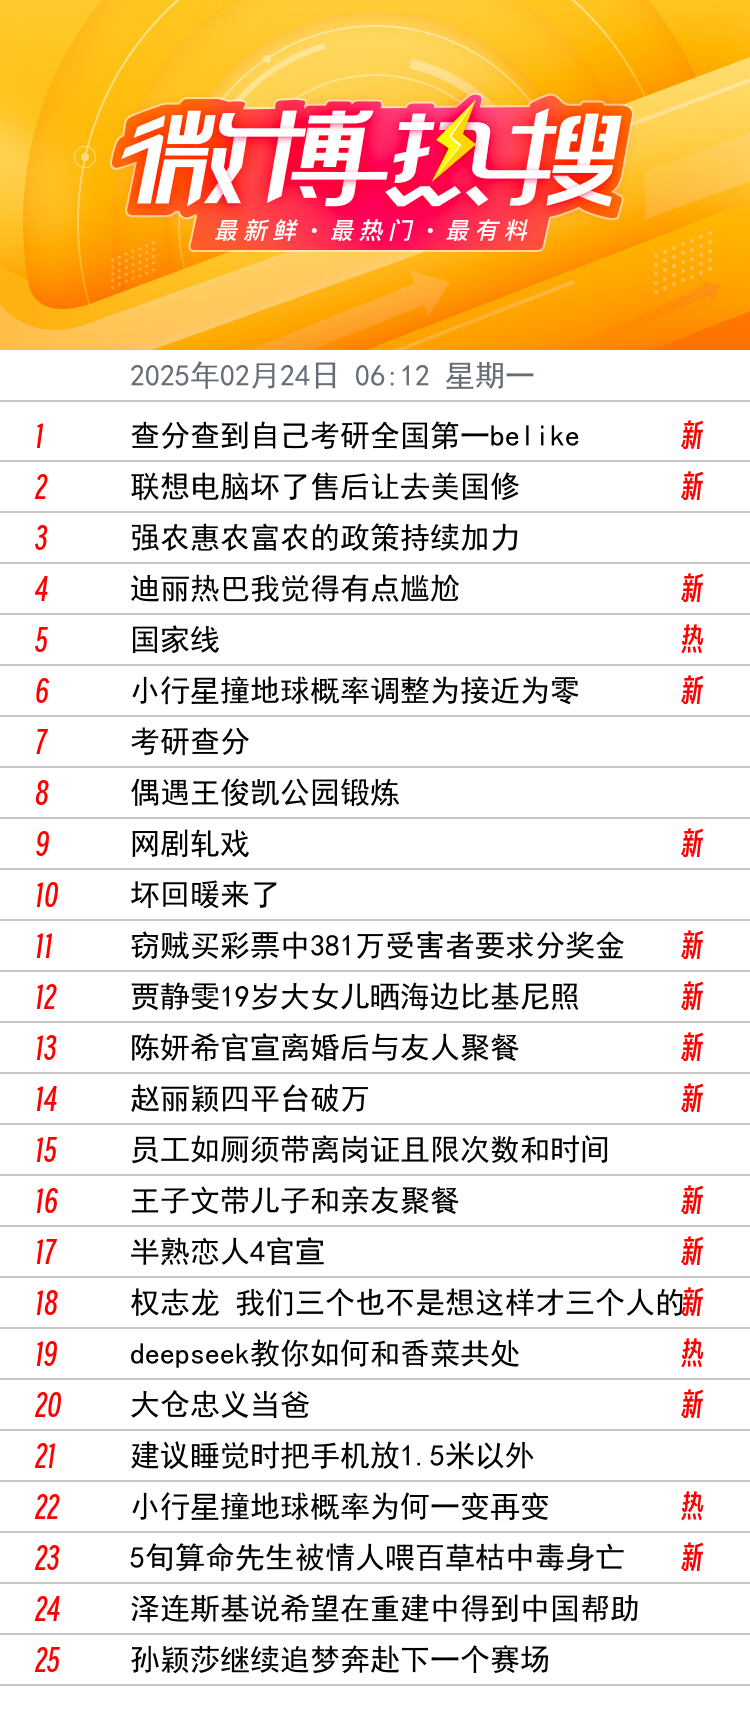 微博热搜
最新鲜·最热门·最有料
2025年02月24日 06:12 星期一
1 查分查到自己考研全国第一belike 新
2 联想电脑坏了售后让去美国修 新
3 强农惠农富农的政策持续加力
4 迪丽热巴我觉得有点尴尬 新
5 国家线 热
6 小行星撞地球概率调整为接近为零 新
7 考研查分
8 偶遇王俊凯公园锻炼
9 网剧轧戏 新
10 坏回暖来了
11 窃贼买彩票中381万受害者要求分奖金 新
12 贾静雯19岁大女儿晒海边比基尼照 新
13 陈妍希官宣离婚后与友人聚餐 新
14 赵丽颖四平台破万 新
15 员工如厕须带离岗证且限次数和时间
16 王子文带儿子和亲友聚餐 新
17 半熟恋人4官宣 新
18 权志龙 我们三个也不是想这样才三个人的 新
19 deepseek教你如何和香菜共处 热
20 大仓忠义当爸 新
21 建议睡觉时把手机放1.5米以外
22 小行星撞地球概率为何一变再变 热
23 5旬算命先生被情人喂百草枯中毒身亡 新
24 泽连斯基说希望在重建中得到中国帮助
25 孙颖莎继续追梦奔赴下一个赛场